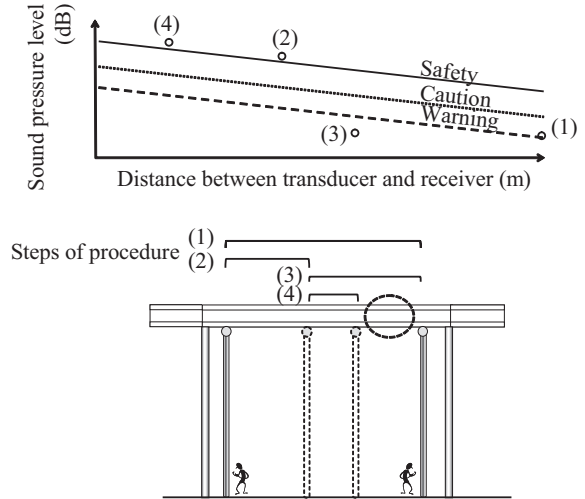 Sound pressure level
(dB)
(4)
(2)
Safety
Caution
Warning
(3)
(1)
Distance between transducer and receiver (m)
Steps of procedure
(1)
(2)
(3)
(4)